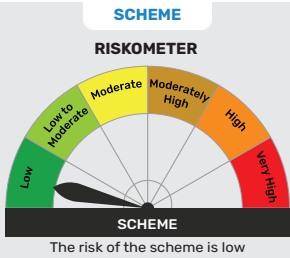 SCHEME
RISKOMETER
Low
Low to
Moderate
Moderate
Moderately
High
High
Very High
SCHEME
The risk of the scheme is low